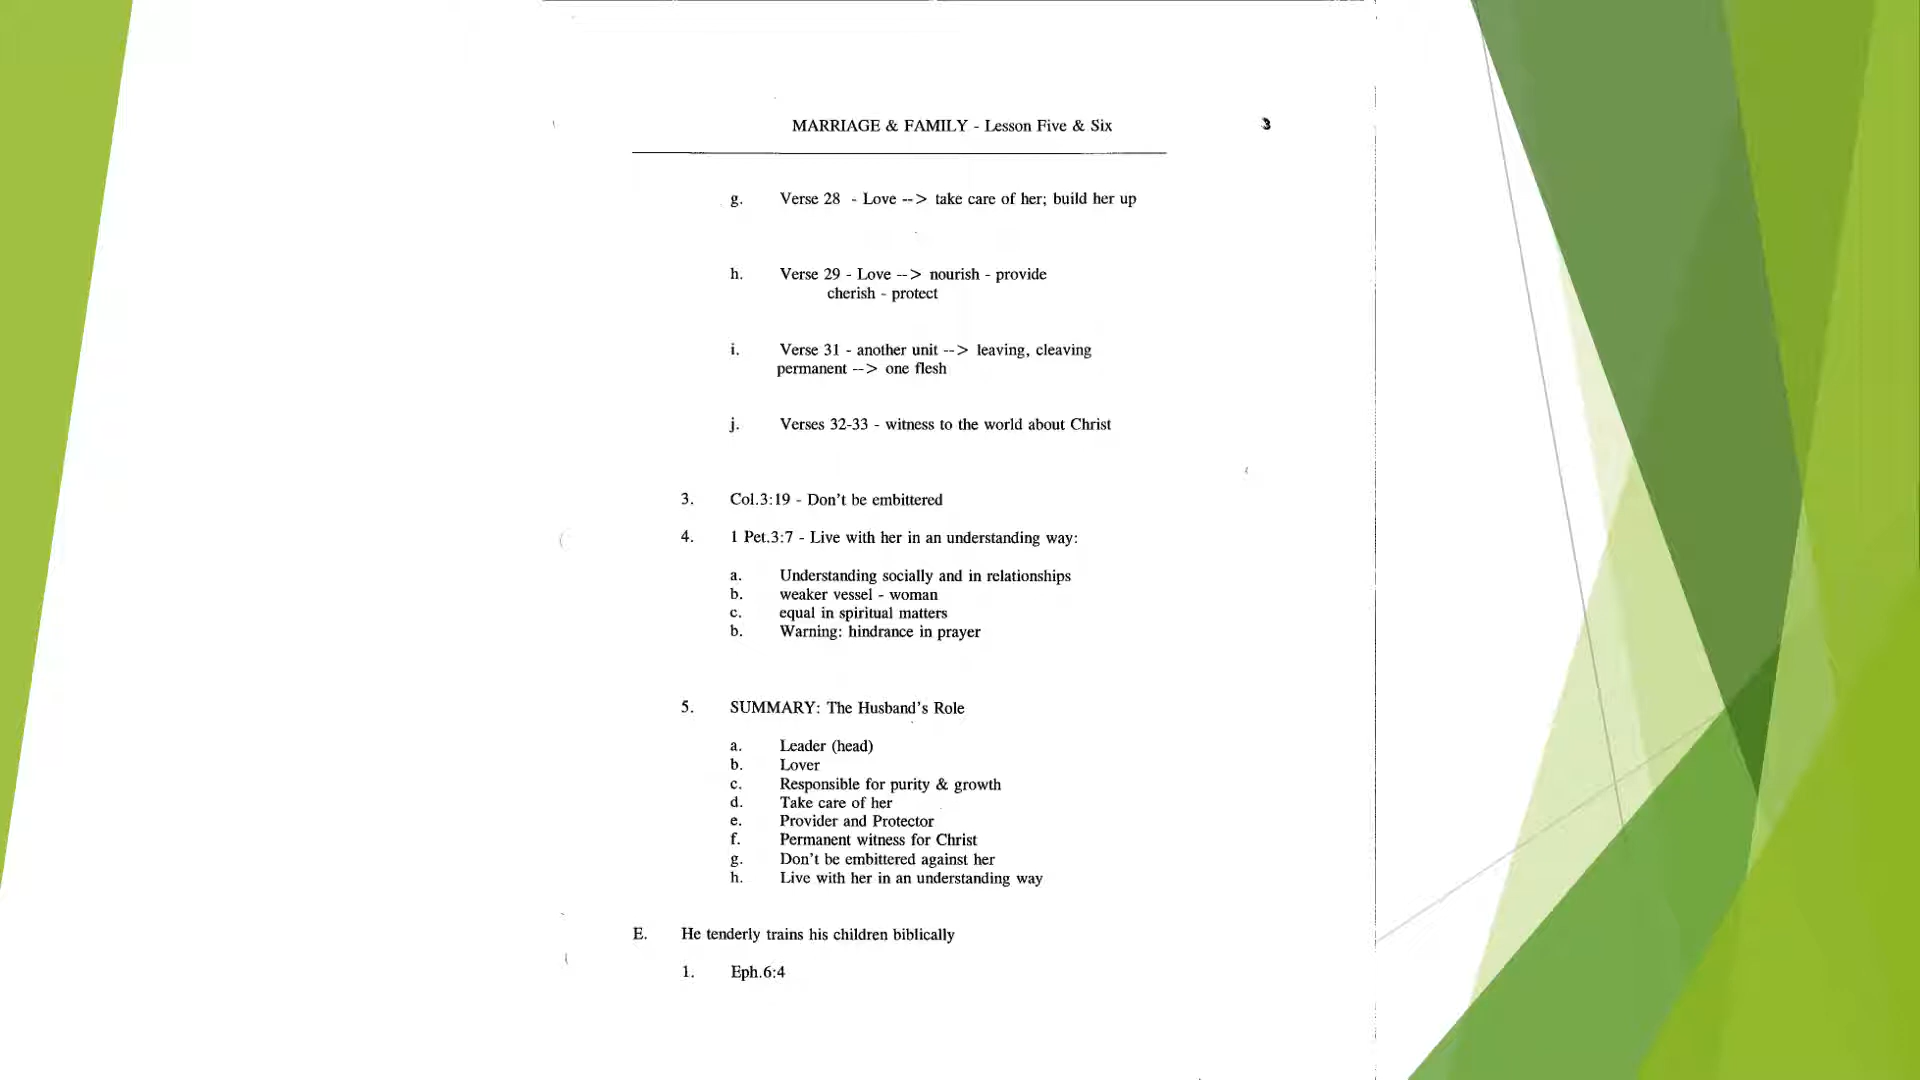 MARRIAGE & FAMILY - Lesson Five & Six 3
g. Verse 28 - Love --> take care of her; build her up
h. Verse 29 - Love --> nourish - provide
cherish - protect
i. Verse 31 - another unit --> leaving, cleaving
permanent --> one flesh
j. Verses 32-33 - witness to the world about Christ
3. Col.3:19 - Don't be embittered
4. 1 Pet.3:7 - Live with her in an understanding way:
a. Understanding socially and in relationships
b. weaker vessel - woman
c. equal in spiritual matters
b. Warning: hindrance in prayer
5. SUMMARY: The Husband's Role
a. Leader (head)
b. Lover
c. Responsible for purity & growth
d. Take care of her
e. Provider and Protector
f. Permanent witness for Christ
g. Don't be embittered against her
h. Live with her in an understanding way
E. He tenderly trains his children biblically
1. Eph.6:4